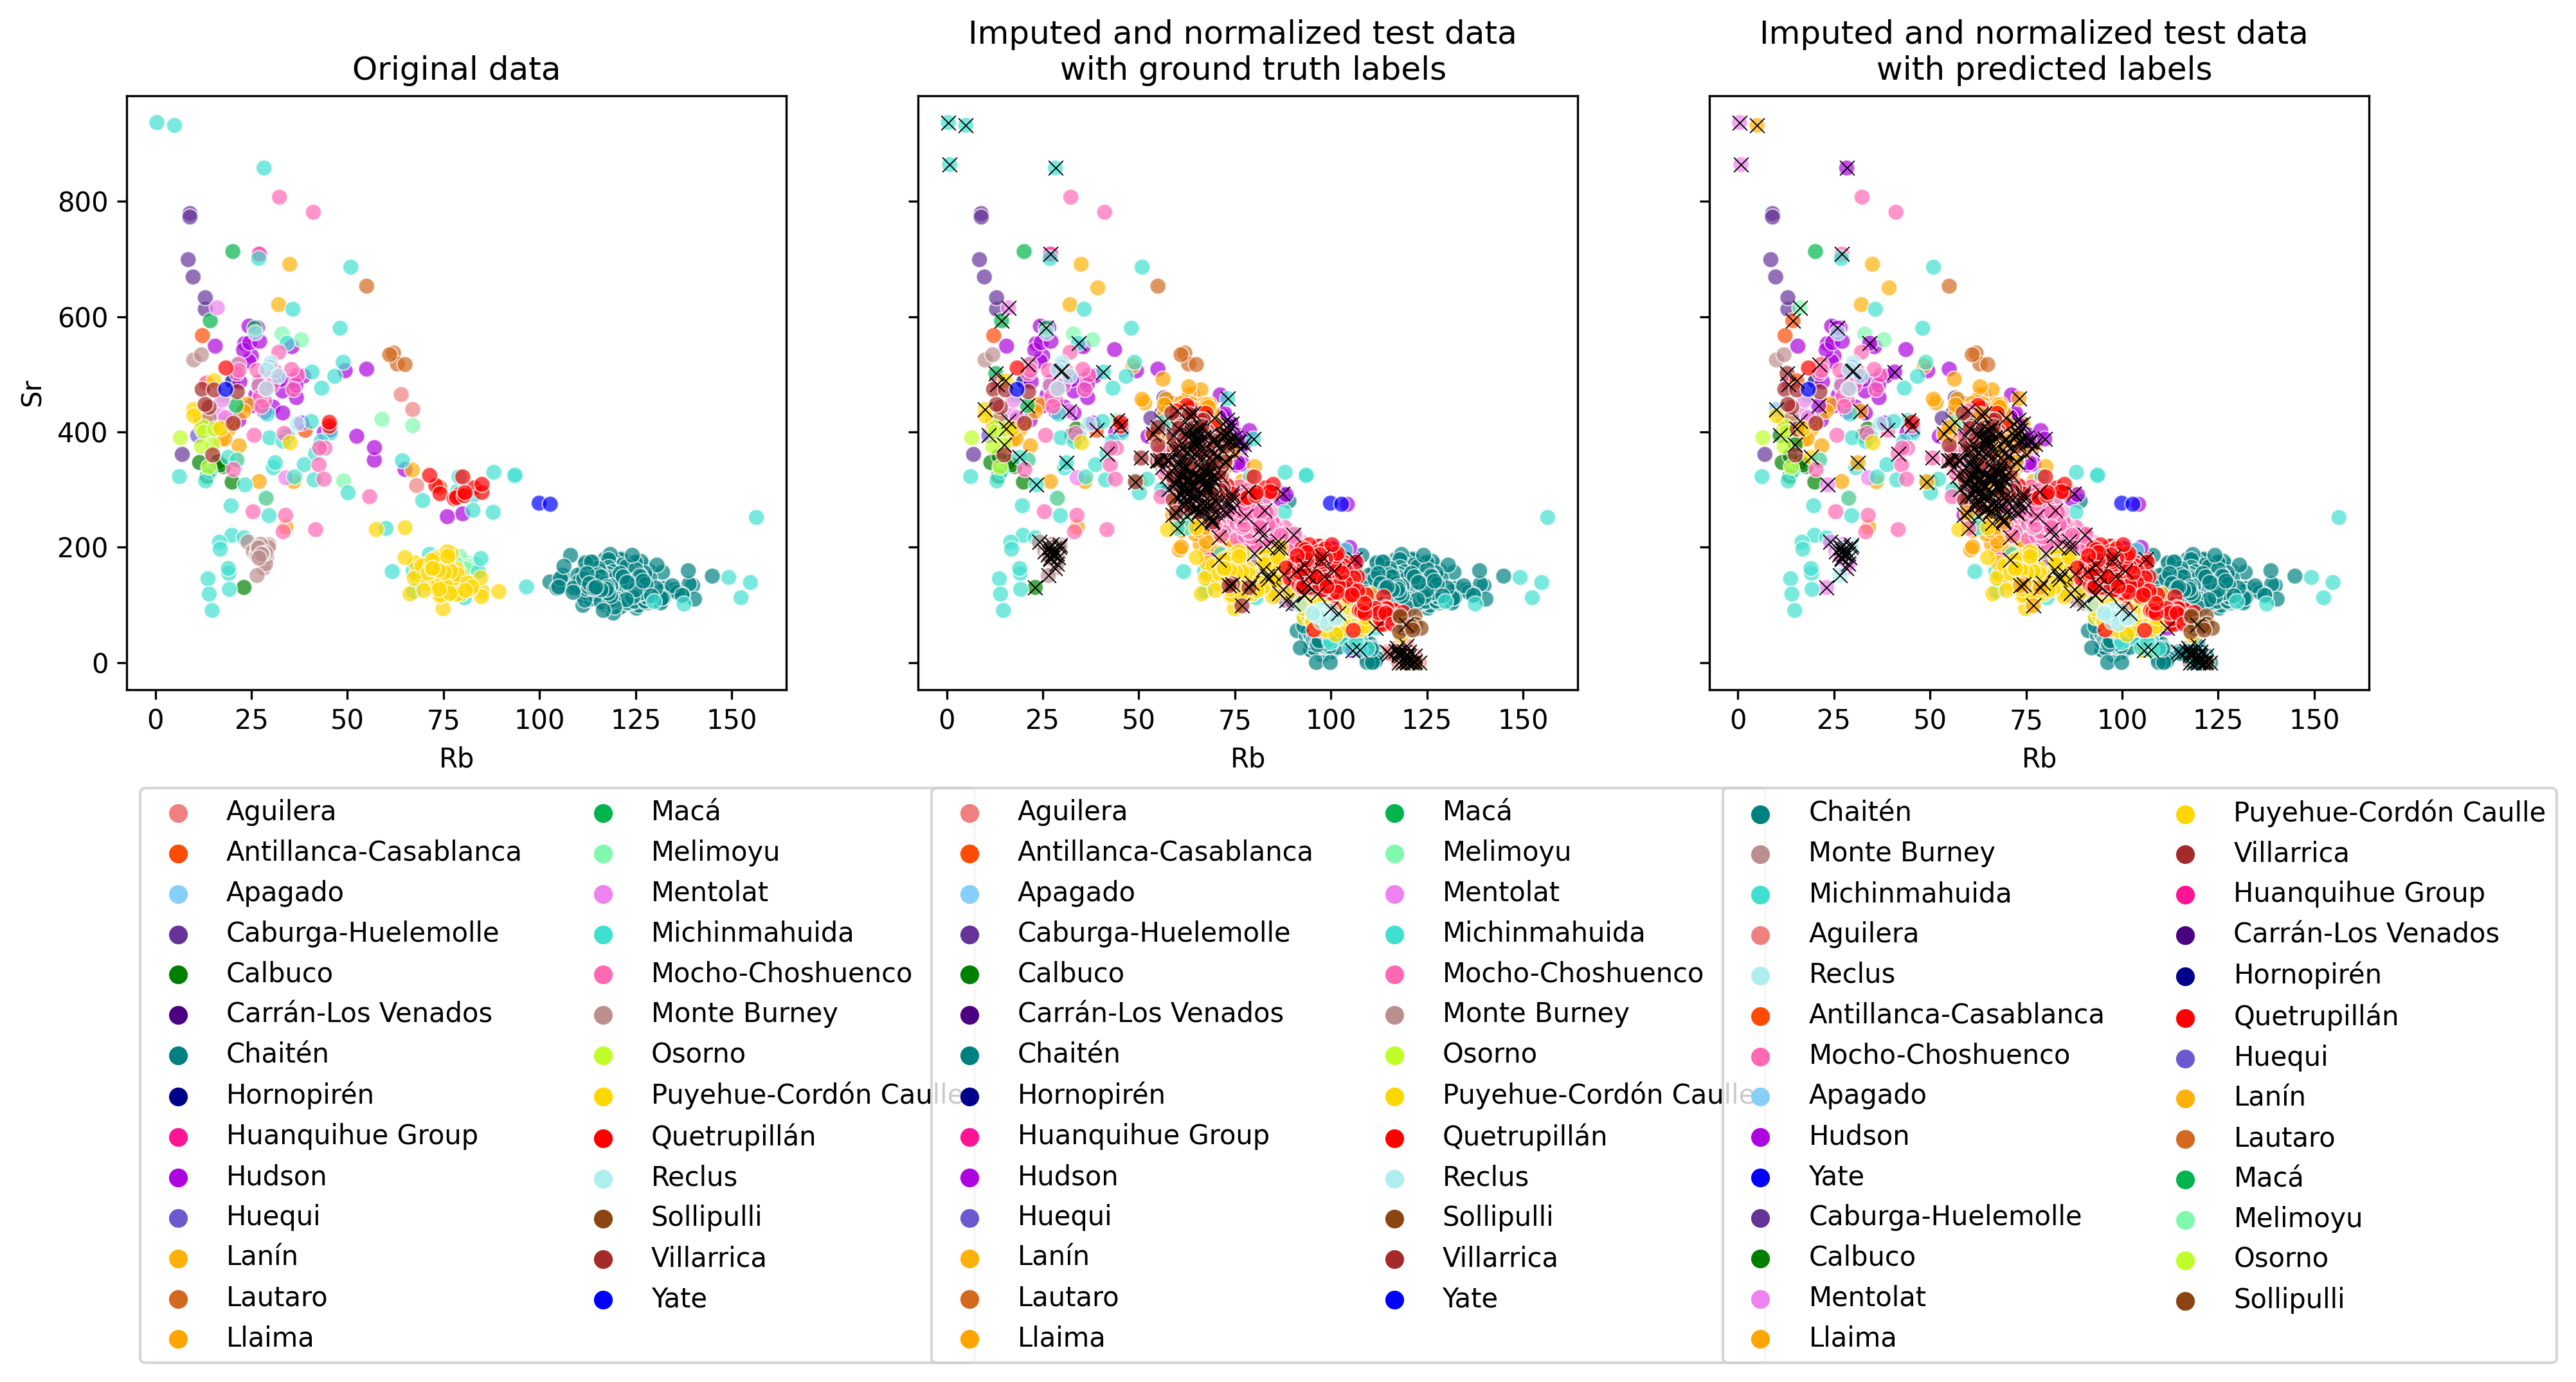 Original data
Imputed and normalized test data
with ground truth labels
Imputed and normalized test data
with predicted labels
Sr
800
600
400
200
0
0 25 50 75 100 125 150
Rb
0 25 50 75 100 125 150
Rb
0 25 50 75 100 125 150
Rb
Aguilera
Antillanca-Casablanca
Apagado
Caburga-Huelemolle
Calbuco
Carrán-Los Venados
Chaitén
Hornopirén
Huanquihue Group
Hudson
Huequi
Lanín
Lautaro
Llaima
Macá
Melimoyu
Mentolat
Michinmahuida
Mocho-Choshuenco
Monte Burney
Osorno
Puyehue-Cordón Caulle
Quetrupillán
Reclus
Sollipulli
Villarrica
Yate
Aguilera
Antillanca-Casablanca
Apagado
Caburga-Huelemolle
Calbuco
Carrán-Los Venados
Chaitén
Hornopirén
Huanquihue Group
Hudson
Huequi
Lanín
Lautaro
Llaima
Macá
Melimoyu
Mentolat
Michinmahuida
Mocho-Choshuenco
Monte Burney
Osorno
Puyehue-Cordón Caulle
Quetrupillán
Reclus
Sollipulli
Villarrica
Yate
Chaitén
Monte Burney
Michinmahuida
Aguilera
Reclus
Antillanca-Casablanca
Mocho-Choshuenco
Apagado
Hudson
Yate
Caburga-Huelemolle
Calbuco
Mentolat
Llaima
Puyehue-Cordón Caulle
Villarrica
Huanquihue Group
Carrán-Los Venados
Hornopirén
Quetrupillán
Huequi
Lanín
Lautaro
Macá
Melimoyu
Osorno
Sollipulli